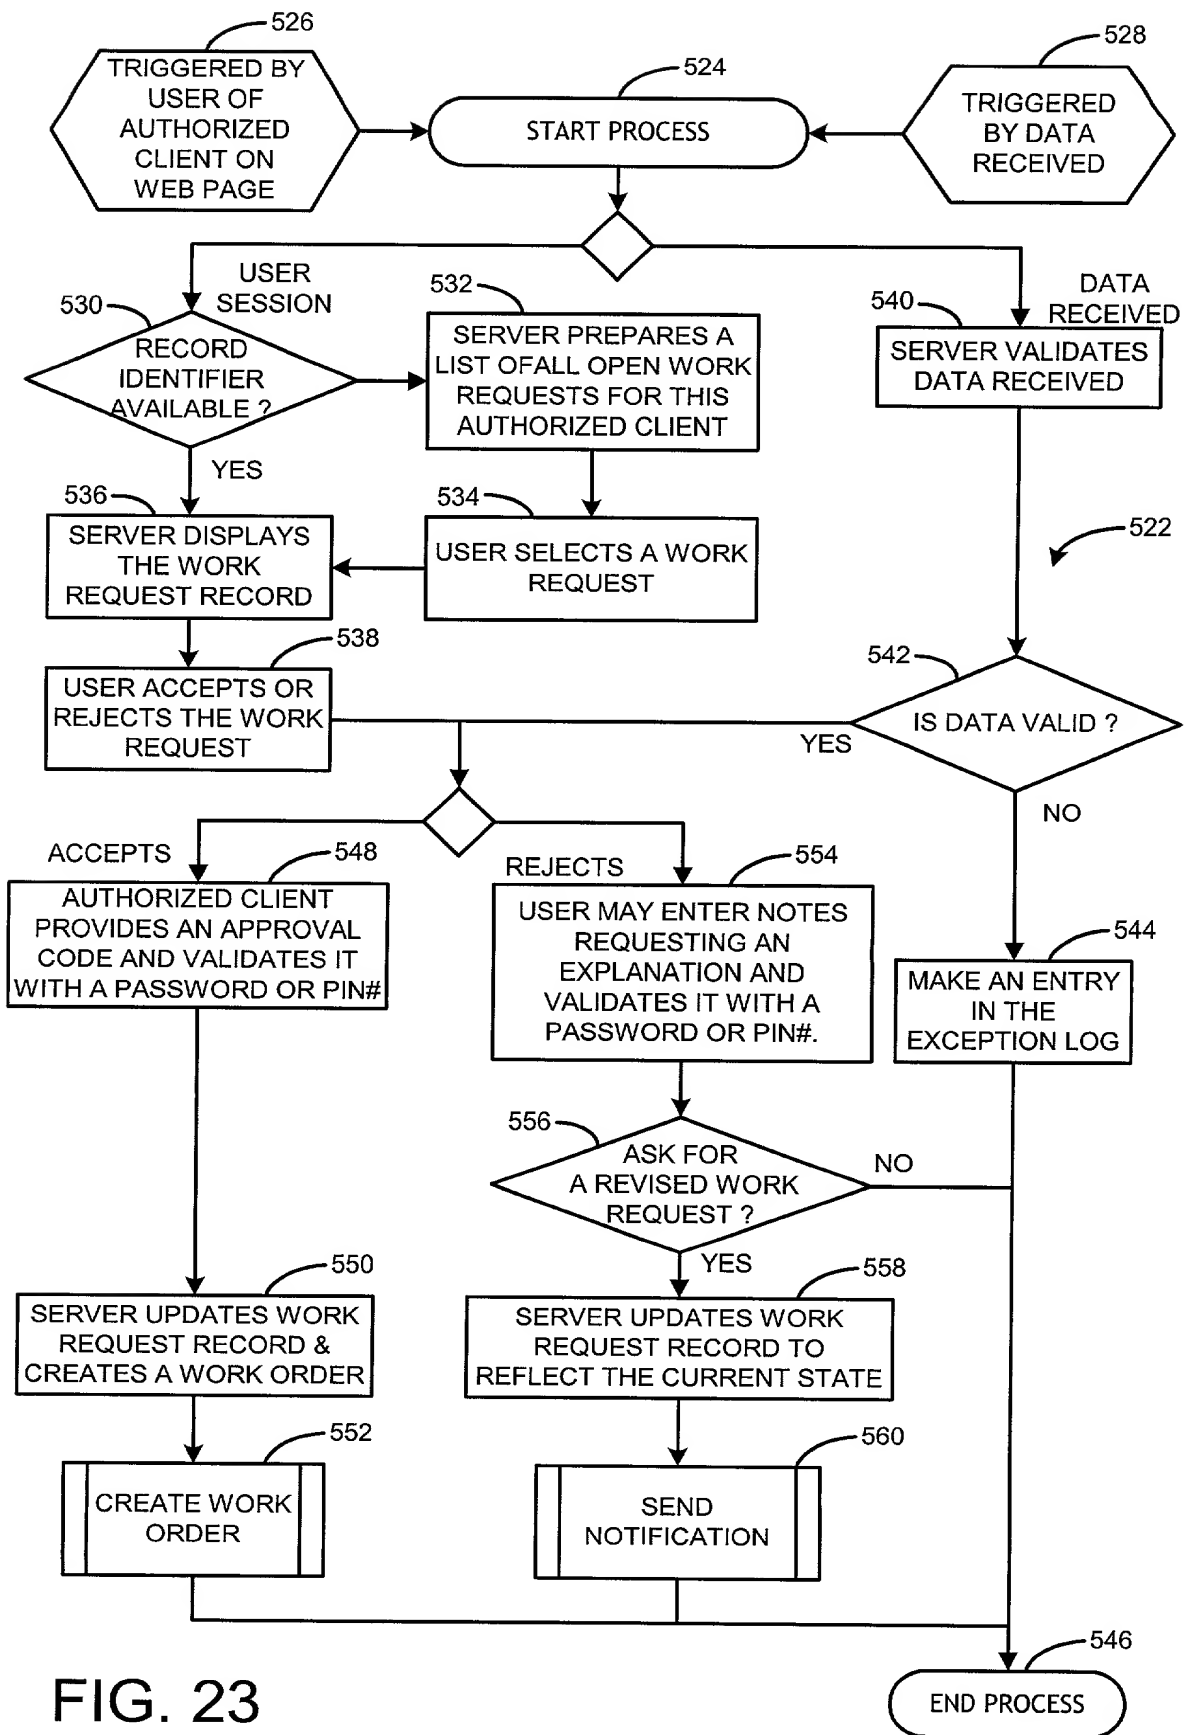 526
TRIGGERED BY
USER OF
AUTHORIZED
CLIENT ON
WEB PAGE
524
START PROCESS
528
TRIGGERED
BY DATA
RECEIVED
USER
SESSION
DATA
RECEIVED
530
RECORD
IDENTIFIER
AVAILABLE ?
532
SERVER PREPARES A
LIST OFALL OPEN WORK
REQUESTS FOR THIS
AUTHORIZED CLIENT
540
SERVER VALIDATES
DATA RECEIVED
YES
536
SERVER DISPLAYS
THE WORK
REQUEST RECORD
534
USER SELECTS A WORK
REQUEST
522
538
USER ACCEPTS OR
REJECTS THE WORK
REQUEST
542
IS DATA VALID ?
YES
NO
ACCEPTS
548
AUTHORIZED CLIENT
PROVIDES AN APPROVAL
CODE AND VALIDATES IT
WITH A PASSWORD OR PIN#
REJECTS
554
USER MAY ENTER NOTES
REQUESTING AN
EXPLANATION AND
VALIDATES IT WITH A
PASSWORD OR PIN#.
544
MAKE AN ENTRY
IN THE
EXCEPTION LOG
556
ASK FOR
A REVISED WORK
REQUEST ?
NO
YES
550
SERVER UPDATES WORK
REQUEST RECORD &
CREATES A WORK ORDER
558
SERVER UPDATES WORK
REQUEST RECORD TO
REFLECT THE CURRENT STATE
552
CREATE WORK
ORDER
560
SEND
NOTIFICATION
546
END PROCESS
FIG. 23